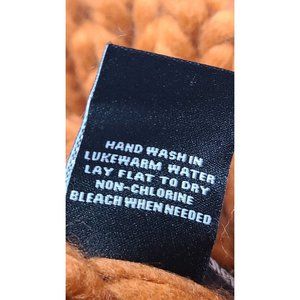 HAND WASH IN
LUKEWARM WATER
LAY FLAT TO DRY
NON-CHLORINE
BLEACH WHEN NEEDED